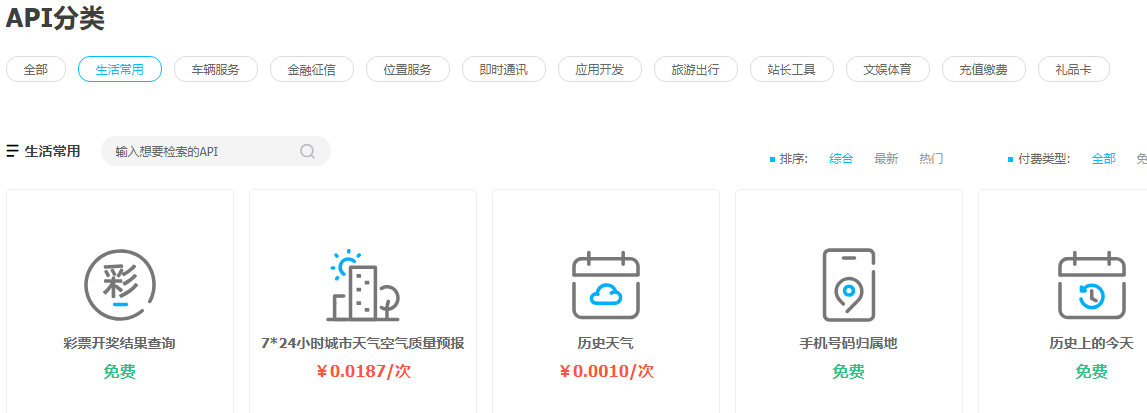 API分类
全部 生活常用 车辆服务 金融征信 位置服务 即时通讯 应用开发 旅游出行 站长工具 文娱体育 充值缴费 礼品卡
生活常用 输入想要检索的API 排序: 综合 最新 热门 付费类型: 全部 免
彩
彩票开奖结果查询 7*24小时城市天气空气质量预报 历史天气 手机号码归属地 历史上的今天
免费 ￥0.0187/次 ￥0.0010/次 免费 免费